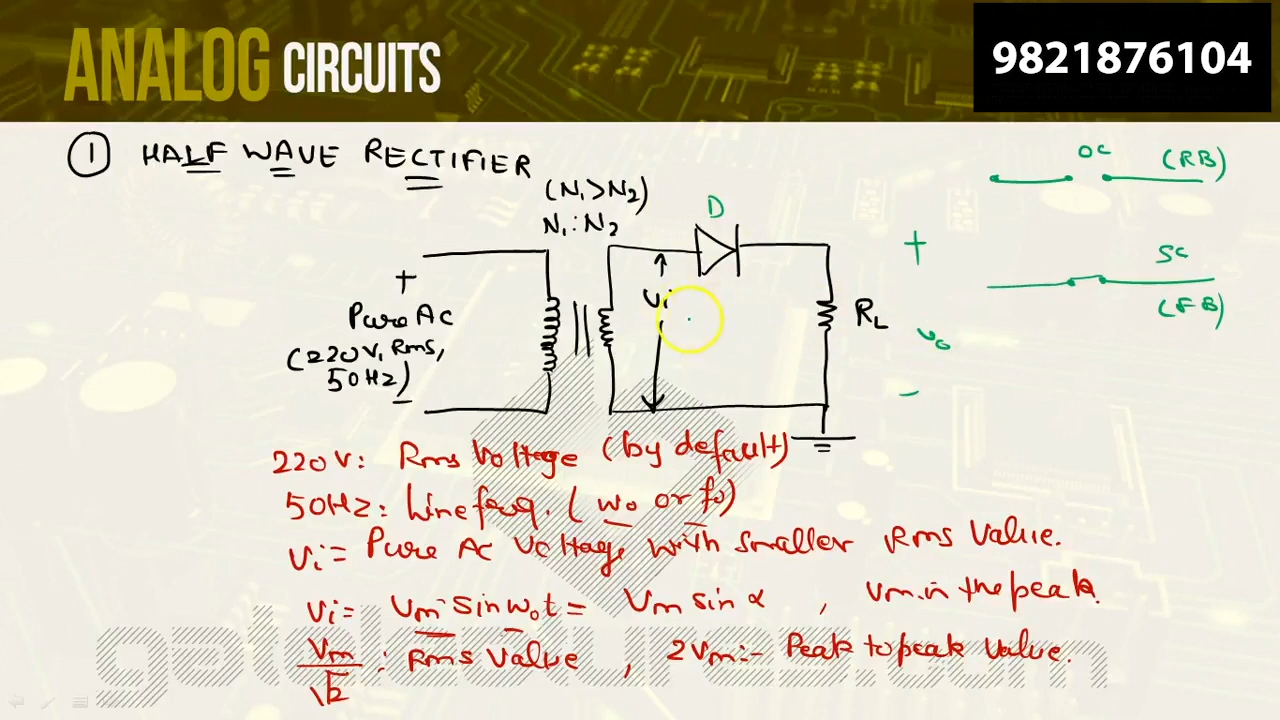 ANALOG CIRCUITS
9821876104
1 HALF WAVE RECTIFIER
OC (RB)
(N1>N2)
N1:N2
D
+
+
SC
Vi
Pure AC
RL
(FB)
(220V, Rms,
50Hz)
Vo
-
-
220V: Rms Voltage (by default)
50Hz: Line freq. (wo or fo)
Vi = Pure AC Voltage with smaller Rms Value.
Vi = Vm sin wot = Vm sin α , Vm is the peak.
Vm/√2 : Rms Value , 2Vm:- Peak to peak Value.
gatelectures.com